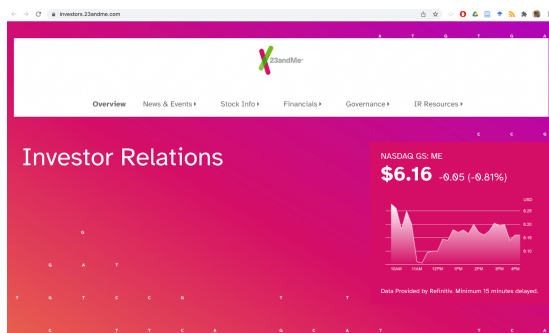 investors.23andme.com
A T G T G A
23andMe
Overview News & Events Stock Info Financials Governance IR Resources
C C G
Investor Relations
NASDAQ GS: ME
$6.16 -0.05 (-0.81%)
USD
6.25
6.20
6.15
6.10
10AM 11AM 12PM 1PM 2PM 3PM 4PM
Data Provided by Refinitiv. Minimum 15 minutes delayed.
G
G A T
T G T C C G T T
C T T C A G C A T T C A